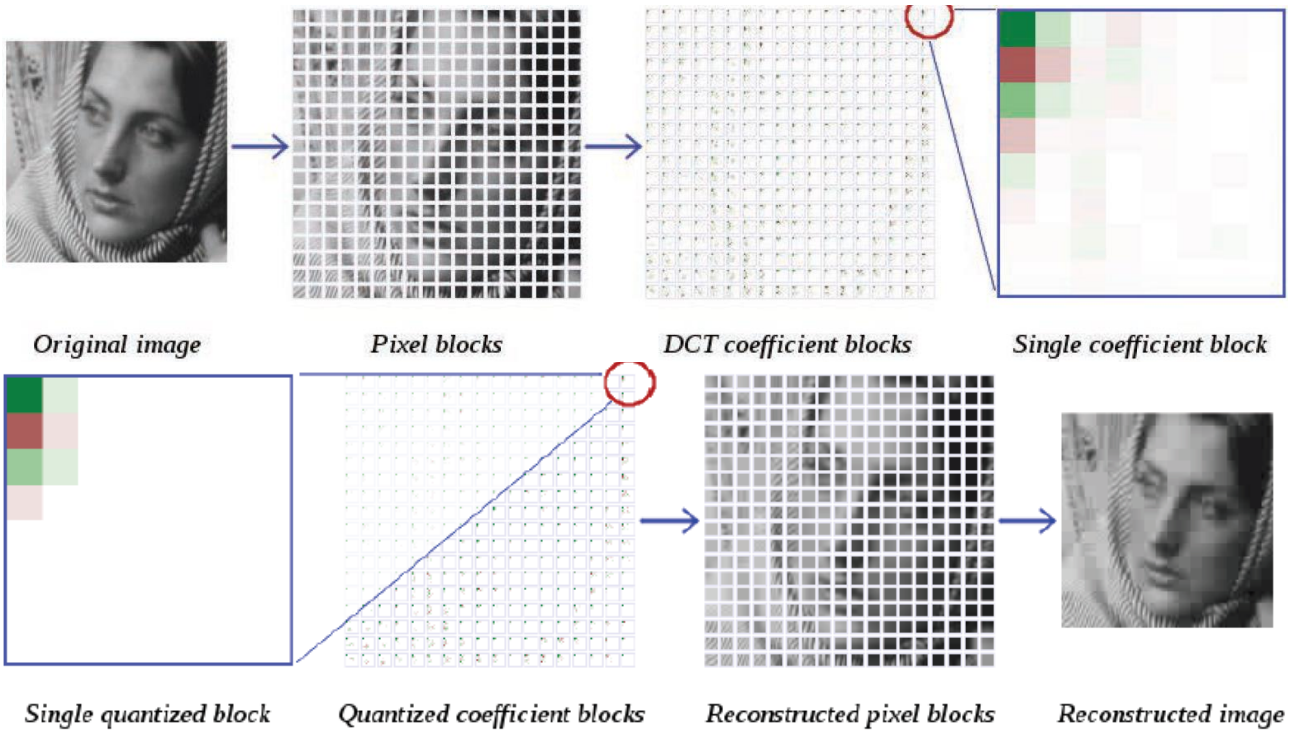 Original image
Pixel blocks
DCT coefficient blocks
Single coefficient block
Single quantized block
Quantized coefficient blocks
Reconstructed pixel blocks
Reconstructed image